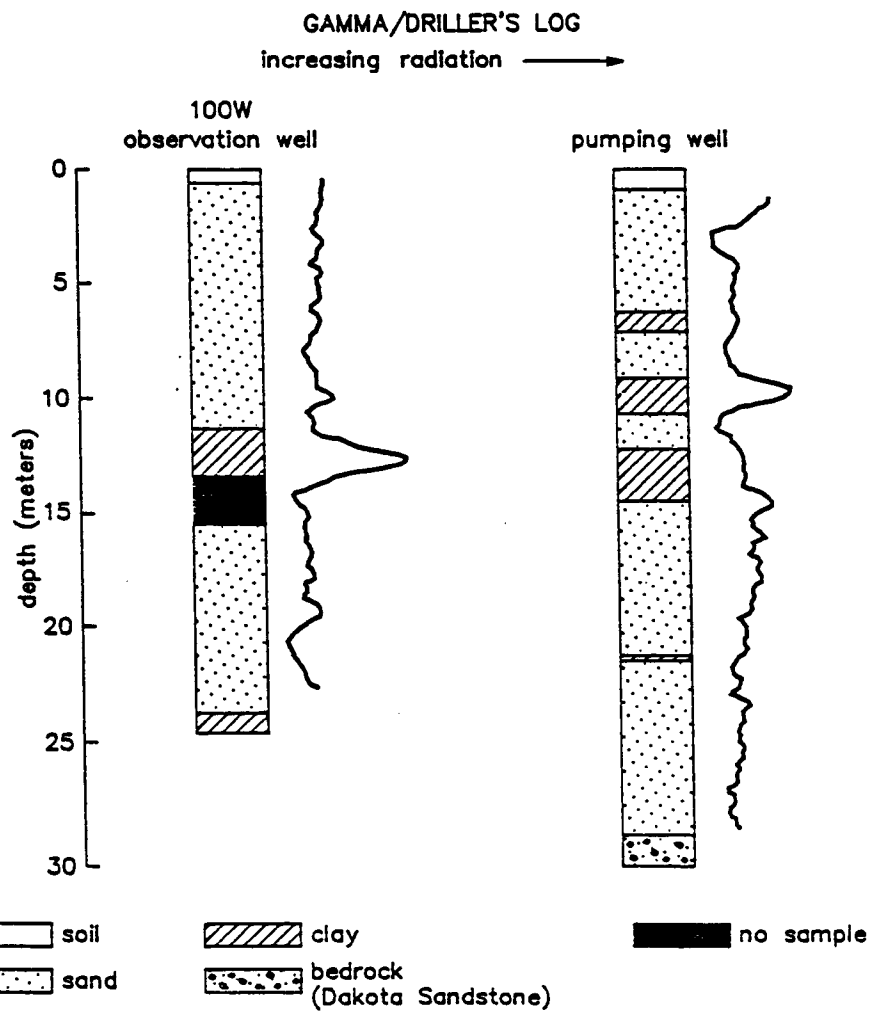 GAMMA/DRILLER'S LOG
increasing radiation
100W
observation well
pumping well
0
5
10
15
20
25
30
depth (meters)
soil
clay
no sample
sand
bedrock
(Dakota Sandstone)